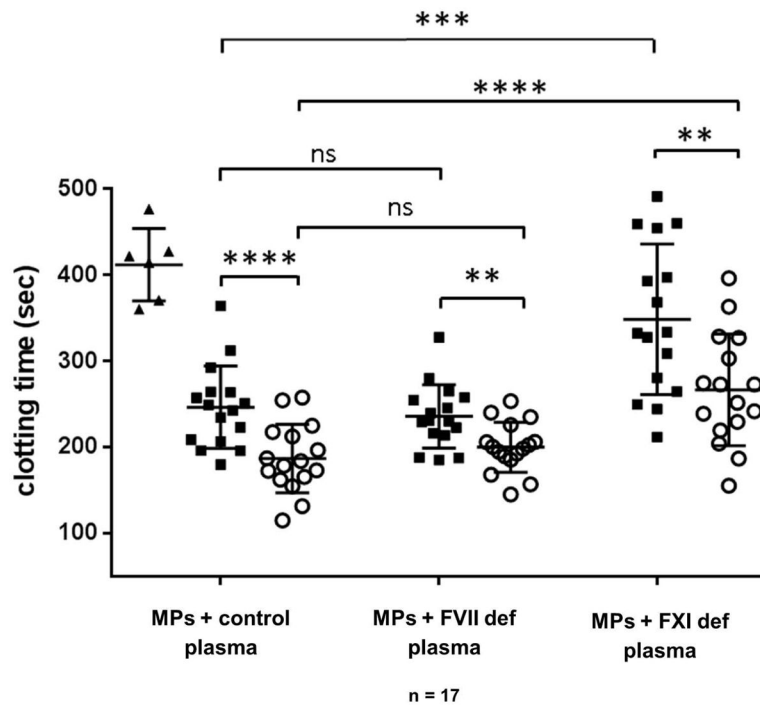 ***
****
**
ns
ns
****
**
clotting time (sec)
500
400
300
200
100
MPs + control
plasma
MPs + FVII def
plasma
MPs + FXI def
plasma
n = 17